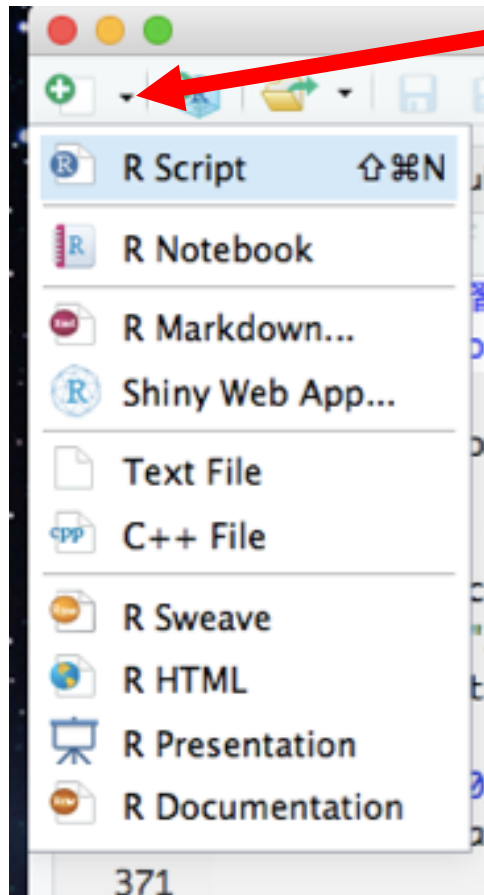 R Script ⇧⌘N
R Notebook
R Markdown...
Shiny Web App...
Text File
C++ File
R Sweave
R HTML
R Presentation
R Documentation
371